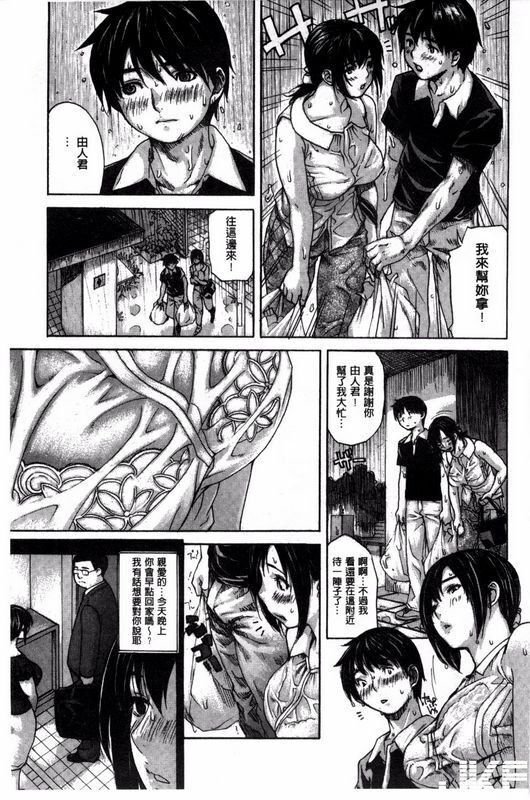 我來幫妳拿！
由人君
…
往這邊來！
真是謝謝你
由人君！
幫了我大忙
啊啊…不過我
看還要在這附近
待一陣子了…
親愛的…今天晚上
你會早點回家嗎～？
我有話想要對你說耶